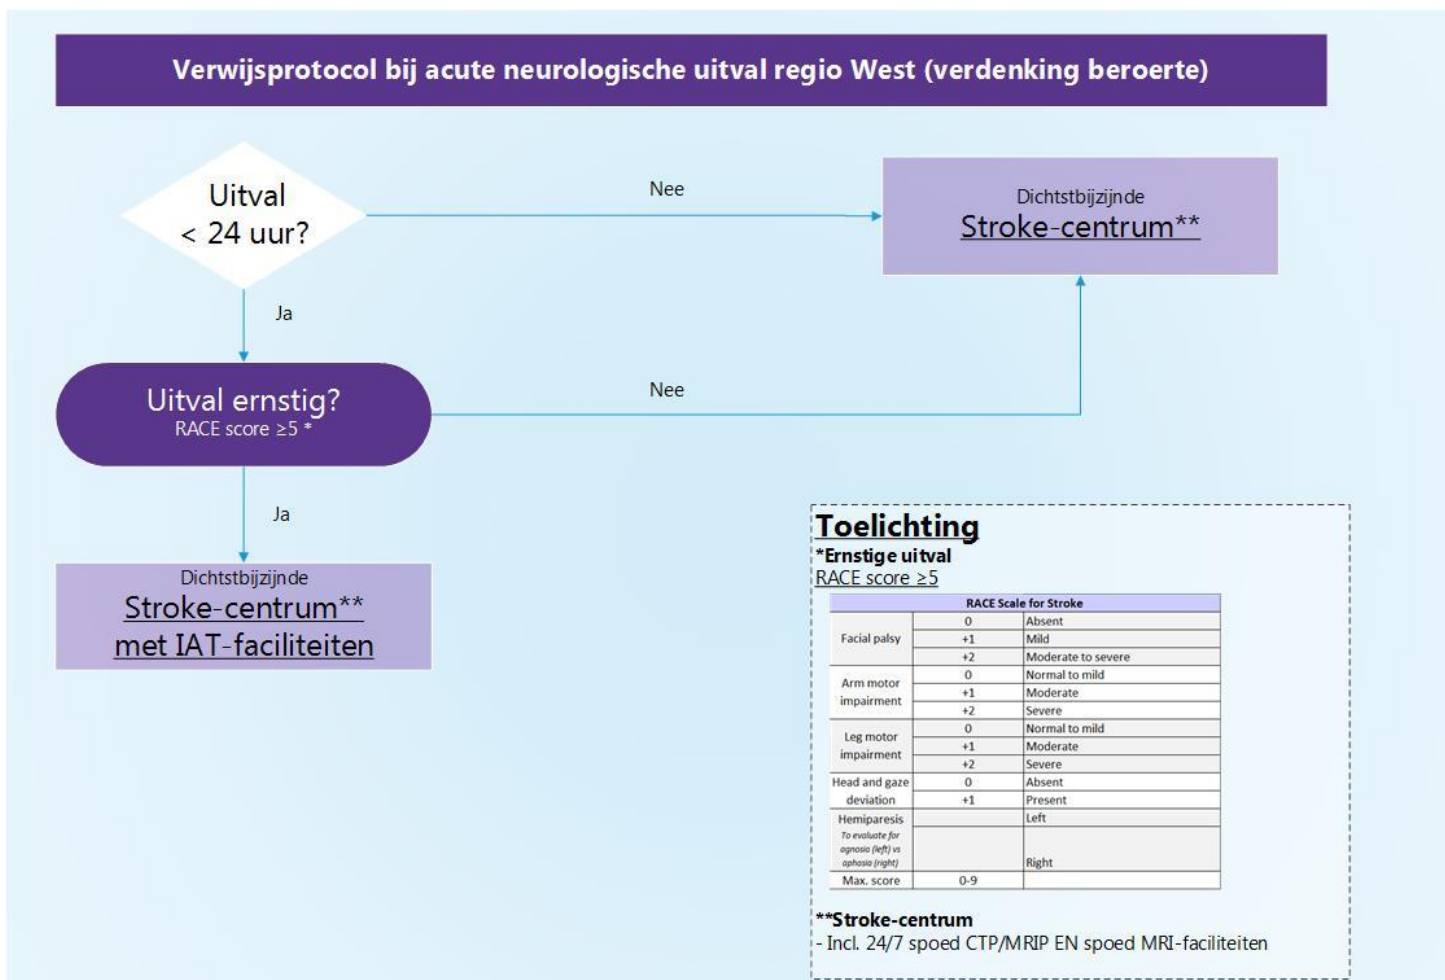 Verwijsprotocol bij acute neurologische uitval regio West (verdenking beroerte)
Uitval
< 24 uur?
Nee
Dichtstbijzijnde
Stroke-centrum**
Ja
Uitval ernstig?
RACE score ≥5 *
Nee
Ja
Dichtstbijzijnde
Stroke-centrum**
met IAT-faciliteiten
Toelichting
*Ernstige uitval
RACE score ≥5
RACE Scale for Stroke
Facial palsy
0 Absent
+1 Mild
+2 Moderate to severe
Arm motor
impairment
0 Normal to mild
+1 Moderate
+2 Severe
Leg motor
impairment
0 Normal to mild
+1 Moderate
+2 Severe
Head and gaze
deviation
0 Absent
+1 Present
Hemiparesis
To evaluate for
agnosia (left) vs
aphasia (right)
Left
Right
Max. score 0-9
**Stroke-centrum
- Incl. 24/7 spoed CTP/MRIP EN spoed MRI-faciliteiten